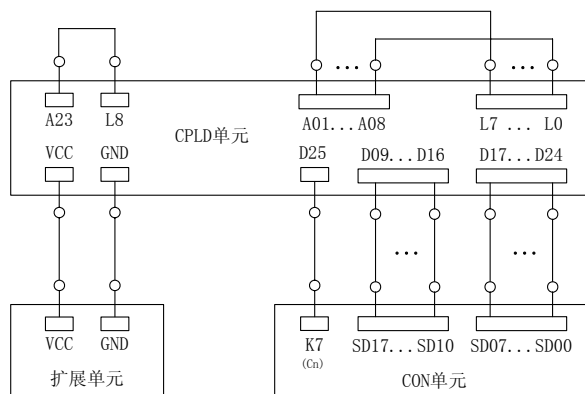 A23 L8 A01...A08 L7 ... L0
CPLD单元
VCC GND D25 D09...D16 D17...D24
VCC GND K7 SD17...SD10 SD07...SD00
(Cn)
扩展单元 CON单元